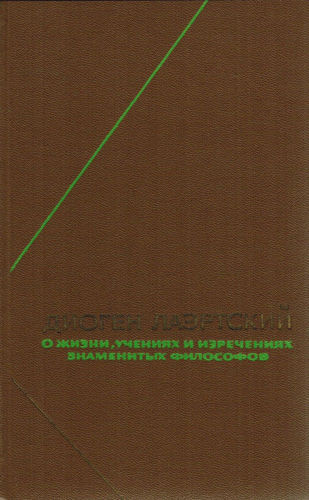 ДИОГЕН ЛАЭРТСКИЙ
О ЖИЗНИ, УЧЕНИЯХ И ИЗРЕЧЕНИЯХ
ЗНАМЕНИТЫХ ФИЛОСОФОВ